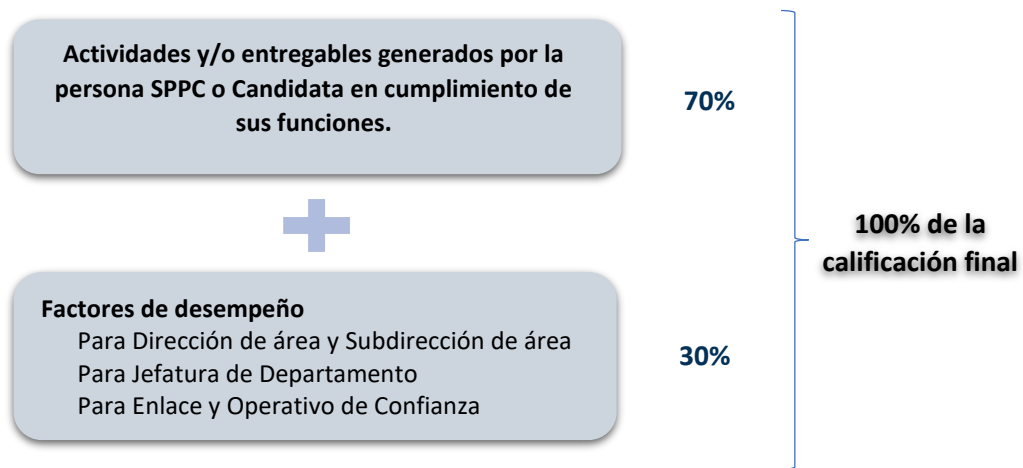 Actividades y/o entregables generados por la
persona SPPC o Candidata en cumplimiento de
sus funciones.
70%
100% de la
calificación final
Factores de desempeño
Para Dirección de área y Subdirección de área
Para Jefatura de Departamento
Para Enlace y Operativo de Confianza
30%